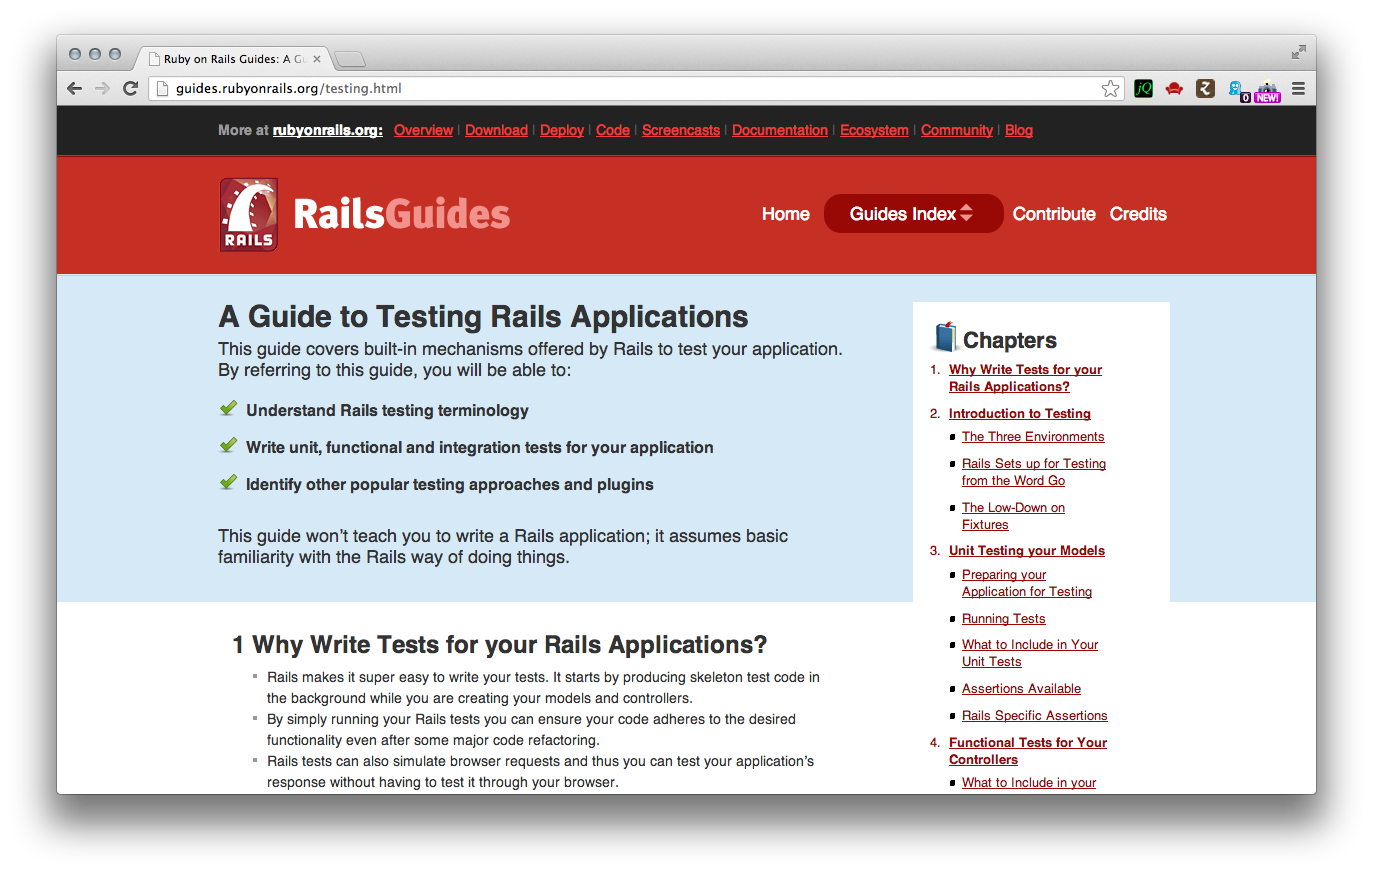 Ruby on Rails Guides: A Gu
guides.rubyonrails.org/testing.html
jQ
0
NEW!
More at rubyonrails.org: Overview | Download | Deploy | Code | Screencasts | Documentation | Ecosystem | Community | Blog
RAILS
RailsGuides
Home
Guides Index
Contribute
Credits
A Guide to Testing Rails Applications
This guide covers built-in mechanisms offered by Rails to test your application.
By referring to this guide, you will be able to:
Understand Rails testing terminology
Write unit, functional and integration tests for your application
Identify other popular testing approaches and plugins
This guide won’t teach you to write a Rails application; it assumes basic
familiarity with the Rails way of doing things.
Chapters
1. Why Write Tests for your
Rails Applications?
2. Introduction to Testing
The Three Environments
Rails Sets up for Testing
from the Word Go
The Low-Down on
Fixtures
3. Unit Testing your Models
Preparing your
Application for Testing
Running Tests
What to Include in Your
Unit Tests
Assertions Available
Rails Specific Assertions
4. Functional Tests for Your
Controllers
What to Include in your
1 Why Write Tests for your Rails Applications?
Rails makes it super easy to write your tests. It starts by producing skeleton test code in
the background while you are creating your models and controllers.
By simply running your Rails tests you can ensure your code adheres to the desired
functionality even after some major code refactoring.
Rails tests can also simulate browser requests and thus you can test your application’s
response without having to test it through your browser.